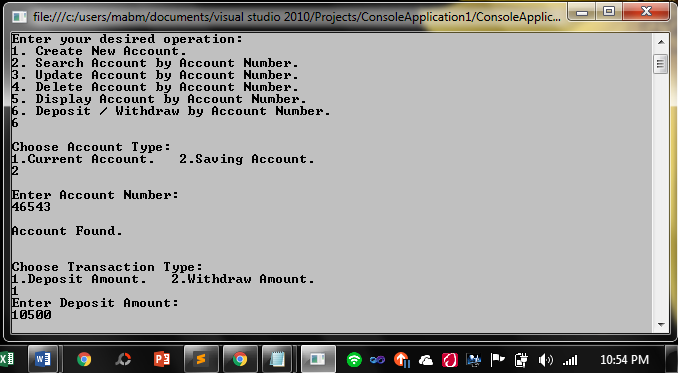 file:///c:/users/mabm/documents/visual studio 2010/Projects/ConsoleApplication1/ConsoleApplic...
Enter your desired operation:
1. Create New Account.
2. Search Account by Account Number.
3. Update Account by Account Number.
4. Delete Account by Account Number.
5. Display Account by Account Number.
6. Deposit / Withdraw by Account Number.
6
Choose Account Type:
1.Current Account. 2.Saving Account.
2
Enter Account Number:
46543
Account Found.
Choose Transaction Type:
1.Deposit Amount. 2.Withdraw Amount.
1
Enter Deposit Amount:
10500
10:54 PM